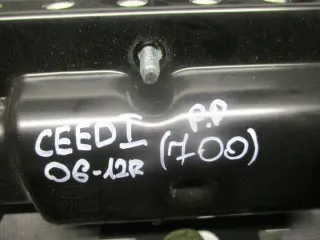 CEED I P.P
06-12R (700)